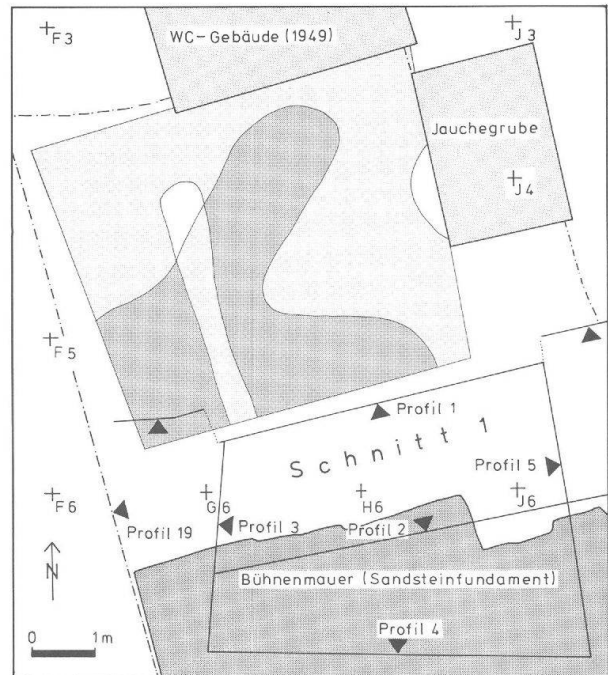 F3
WC-Gebäude (1949)
J3
Jauchegrube
J4
F5
Profil 1
Schnitt 1
Profil 5
F6
G6
H6
J6
Profil 19
Profil 3
Profil 2
N
Bühnenmauer (Sandsteinfundament)
0 1m
Profil 4